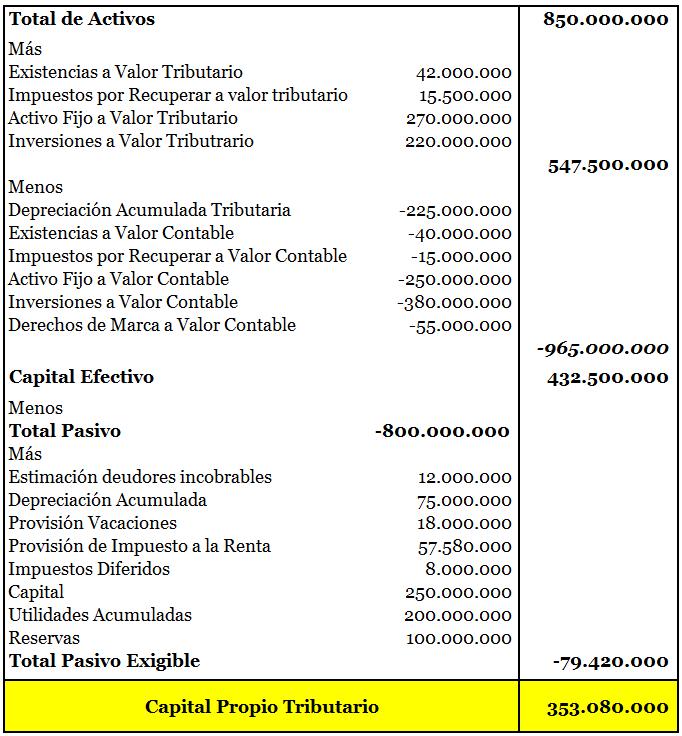 Total de Activos 850.000.000
Más
Existencias a Valor Tributario 42.000.000
Impuestos por Recuperar a valor tributario 15.500.000
Activo Fijo a Valor Tributario 270.000.000
Inversiones a Valor Tributrario 220.000.000
547.500.000
Menos
Depreciación Acumulada Tributaria -225.000.000
Existencias a Valor Contable -40.000.000
Impuestos por Recuperar a Valor Contable -15.000.000
Activo Fijo a Valor Contable -250.000.000
Inversiones a Valor Contable -380.000.000
Derechos de Marca a Valor Contable -55.000.000
-965.000.000
Capital Efectivo 432.500.000
Menos
Total Pasivo -800.000.000
Más
Estimación deudores incobrables 12.000.000
Depreciación Acumulada 75.000.000
Provisión Vacaciones 18.000.000
Provisión de Impuesto a la Renta 57.580.000
Impuestos Diferidos 8.000.000
Capital 250.000.000
Utilidades Acumuladas 200.000.000
Reservas 100.000.000
Total Pasivo Exigible -79.420.000
Capital Propio Tributario 353.080.000